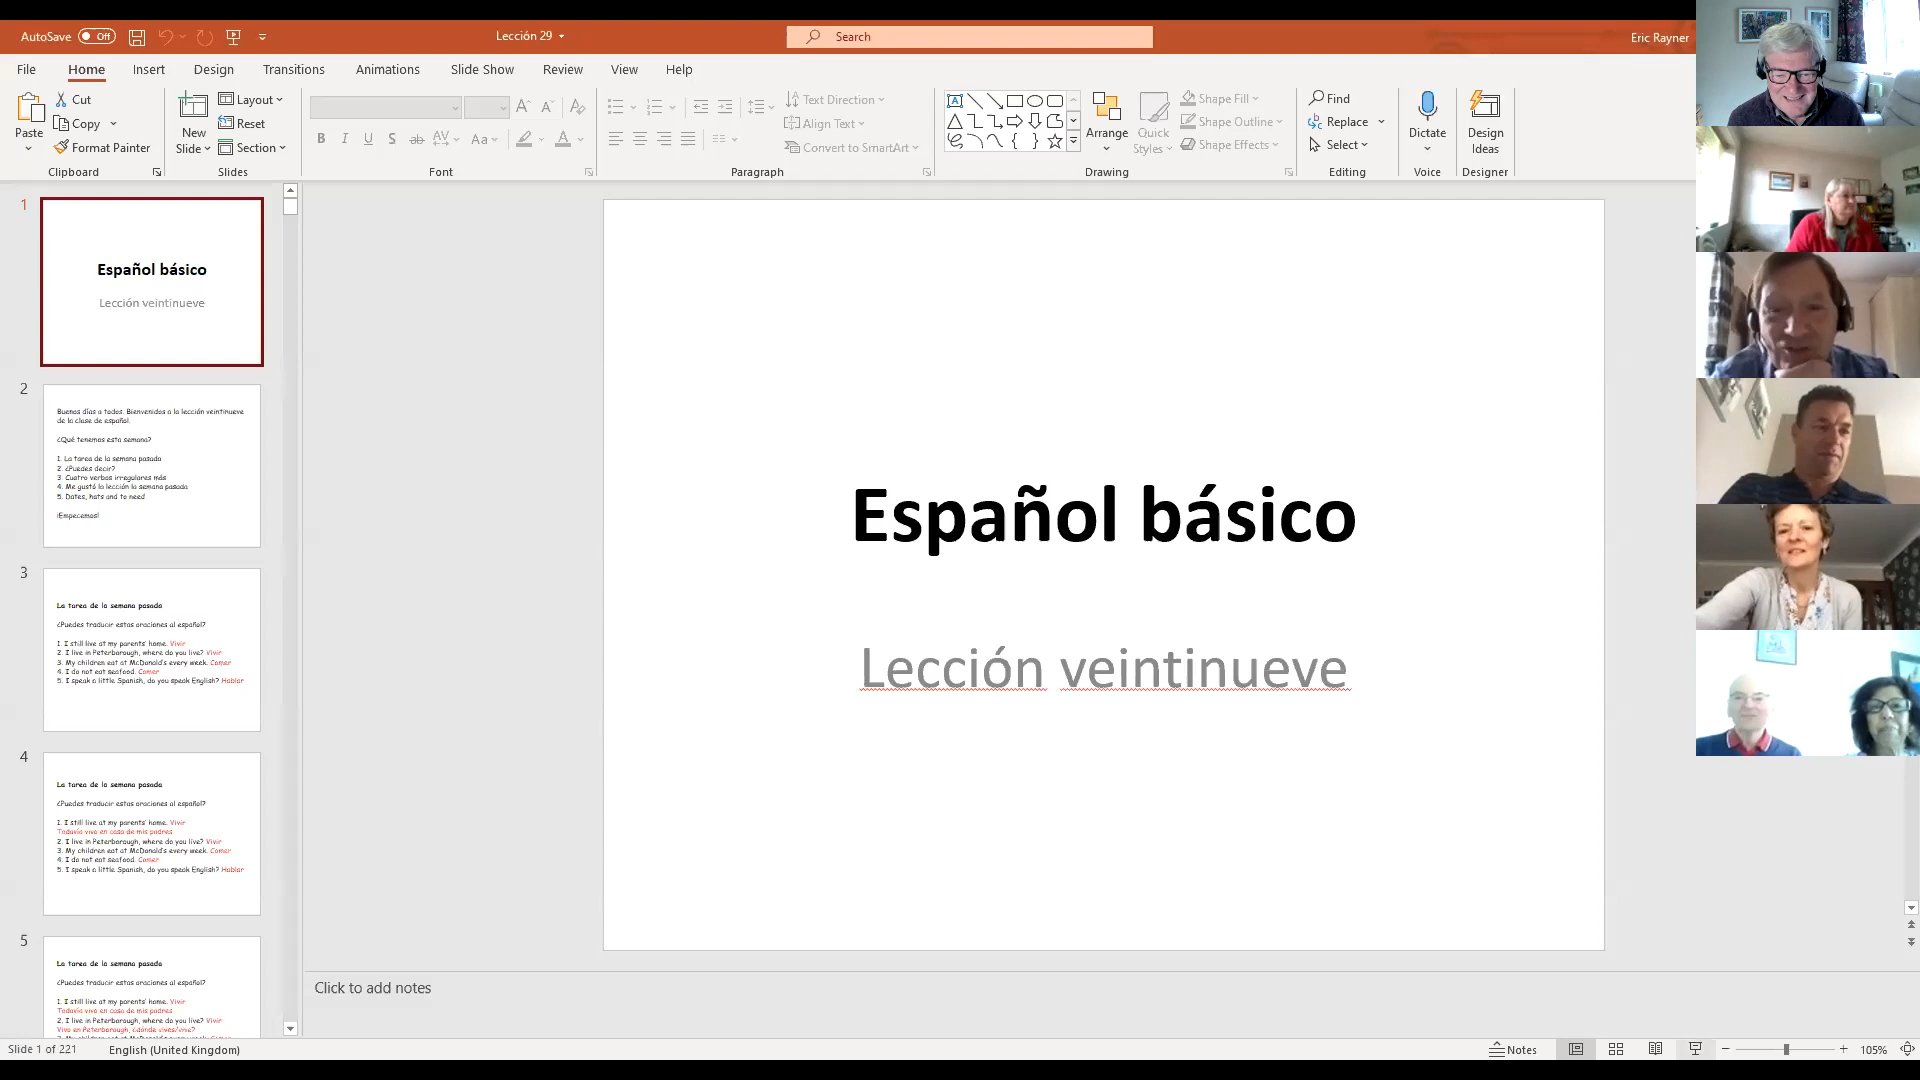 AutoSave Off
Lección 29
Search
Eric Rayner
File Home Insert Design Transitions Animations Slide Show Review View Help
Paste
Cut
Copy
Format Painter
Clipboard
New Slide
Layout
Reset
Section
Slides
Font
Text Direction
Align Text
Convert to SmartArt
Paragraph
Arrange
Quick Styles
Shape Fill
Shape Outline
Shape Effects
Drawing
Find
Replace
Select
Editing
Dictate
Voice
Design Ideas
Designer
1
Español básico
Lección veintinueve
2
Buenos días a todos. Bienvenidos a la lección veintinueve
de la clase de español.
¿Qué tenemos esta semana?
1. La tarea de la semana pasada
2. ¿Puedes decir?
3. Cuatro verbos irregulares más
4. Me gustó la lección la semana pasada
5. Dates, hats and to need
¡Empecemos!
3
La tarea de la semana pasada
¿Puedes traducir estas oraciones al español?
1. I still live at my parents' home. Vivir
2. I live in Peterborough, where do you live? Vivir
3. My children eat at McDonald's every week. Comer
4. I do not eat seafood. Comer
5. I speak a little Spanish, do you speak English? Hablar
4
La tarea de la semana pasada
¿Puedes traducir estas oraciones al español?
1. I still live at my parents' home. Vivir
Todavía vivo en casa de mis padres
2. I live in Peterborough, where do you live? Vivir
3. My children eat at McDonald's every week. Comer
4. I do not eat seafood. Comer
5. I speak a little Spanish, do you speak English? Hablar
5
La tarea de la semana pasada
¿Puedes traducir estas oraciones al español?
1. I still live at my parents' home. Vivir
Todavía vivo en casa de mis padres
2. I live in Peterborough, where do you live? Vivir
Vivo en Peterborough, ¿dónde vives/vive?
Español básico
Lección veintinueve
Click to add notes
Slide 1 of 221
English (United Kingdom)
Notes
105%